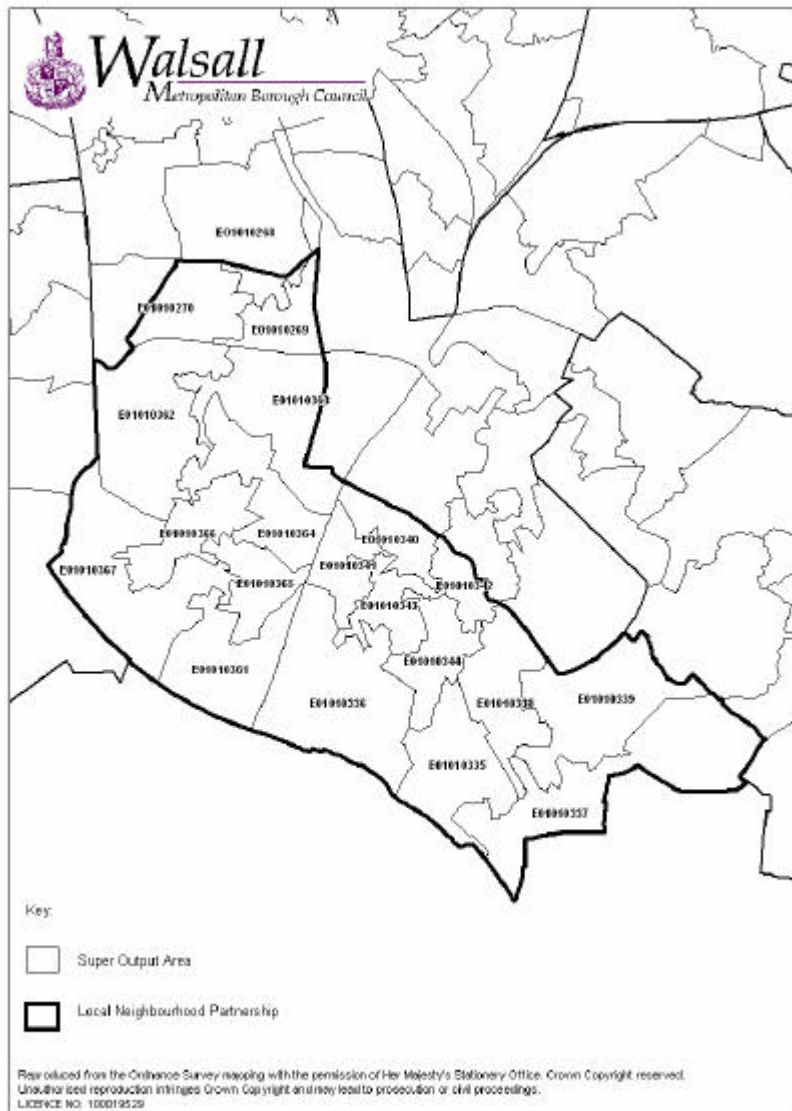 Walsall
Metropolitan Borough Council
E01010268
E01010270
E01010269
E01010363
E01010362
E01010366
E01010364
E01010340
E01010341
E01010367
E01010365
E01010342
E01010343
E01010361
E01010344
E01010336
E01010338
E01010339
E01010335
E01010337
Key:
Super Output Area
Local Neighbourhood Partnership
Reproduced from the Ordnance Survey mapping with the permission of Her Majesty's Stationery Office. Crown Copyright reserved.
Unauthorised reproduction infringes Crown Copyright and may lead to prosecution or civil proceedings.
LICENCE NO: 100019529